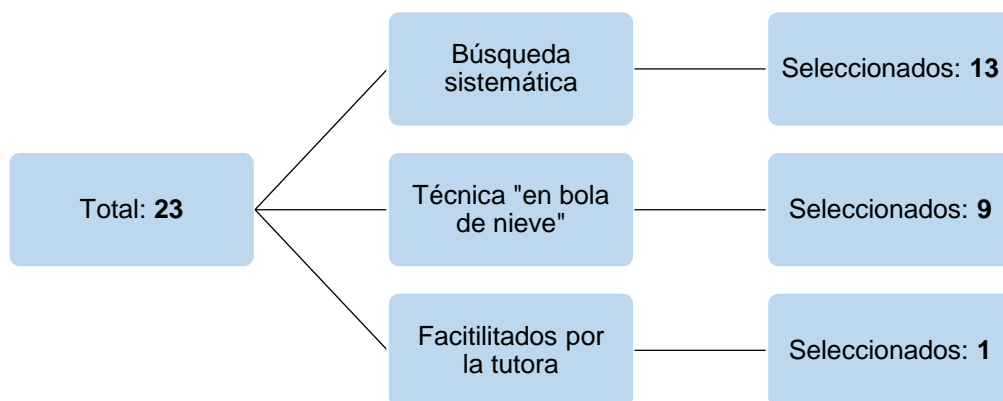 Búsqueda
sistemática
Seleccionados: 13
Total: 23
Técnica "en bola
de nieve"
Seleccionados: 9
Facitilitados por
la tutora
Seleccionados: 1